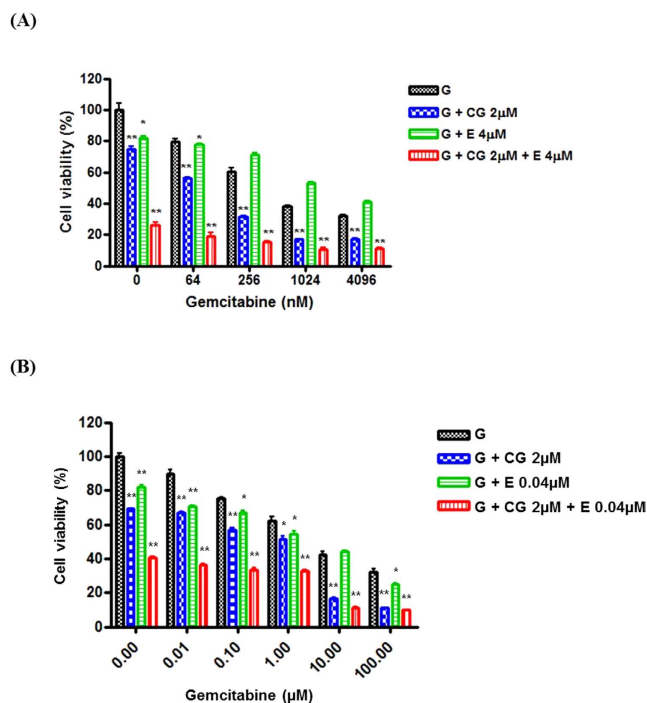 (A)
120
100
80
60
40
20
0
Cell viability (%)
** * **
** * **
** **
** **
** **
0 64 256 1024 4096
Gemcitabine (nM)
G
G + CG 2μM
G + E 4μM
G + CG 2μM + E 4μM
(B)
120
100
80
60
40
20
0
Cell viability (%)
** ** **
** ** **
** * **
* * **
** **
** * **
0.00 0.01 0.10 1.00 10.00 100.00
Gemcitabine (μM)
G
G + CG 2μM
G + E 0.04μM
G + CG 2μM + E 0.04μM